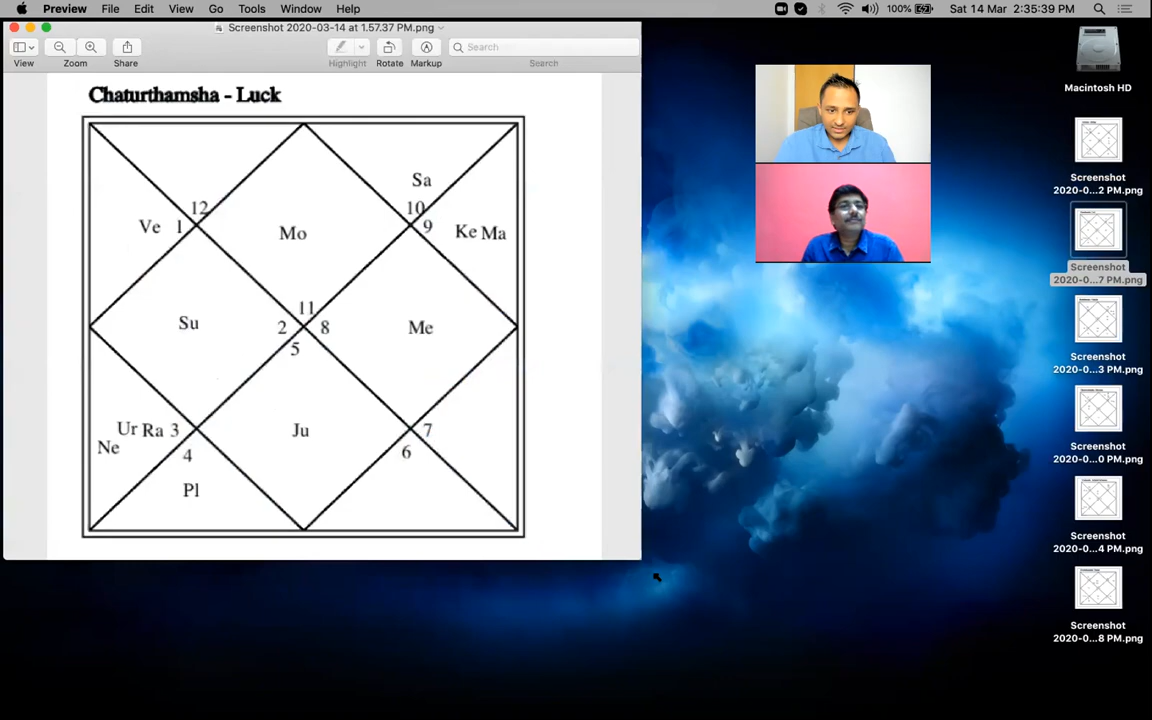 Preview File Edit View Go Tools Window Help 100% Sat 14 Mar 2:35:39 PM
Screenshot 2020-03-14 at 1.57.37 PM.png
Search
View Zoom Share Highlight Rotate Markup Search
Chaturthamsha - Luck
Sa
12 10
Ve 1 Mo 9 Ke Ma
11
Su 2 8 Me
5
Ur Ra 3 Ju 7
Ne 4 6
Pl
Macintosh HD
Screenshot
2020-0...2 PM.png
Screenshot
2020-0...7 PM.png
Screenshot
2020-0...3 PM.png
Screenshot
2020-0...0 PM.png
Screenshot
2020-0...4 PM.png
Screenshot
2020-0...8 PM.png